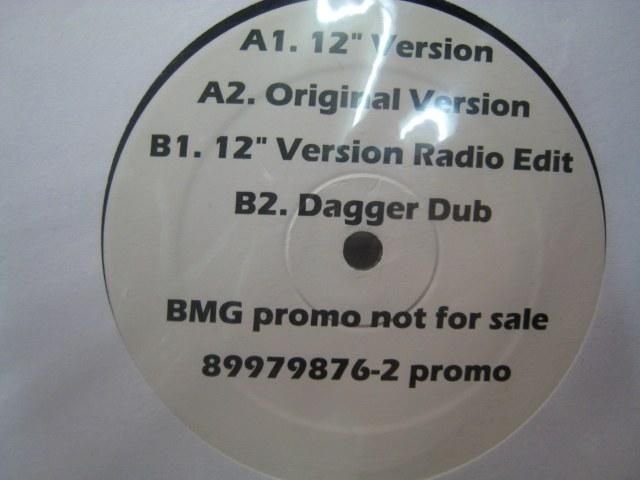 A1. 12" Version
A2. Original Version
B1. 12" Version Radio Edit
B2. Dagger Dub
BMG promo not for sale
89979876-2 promo